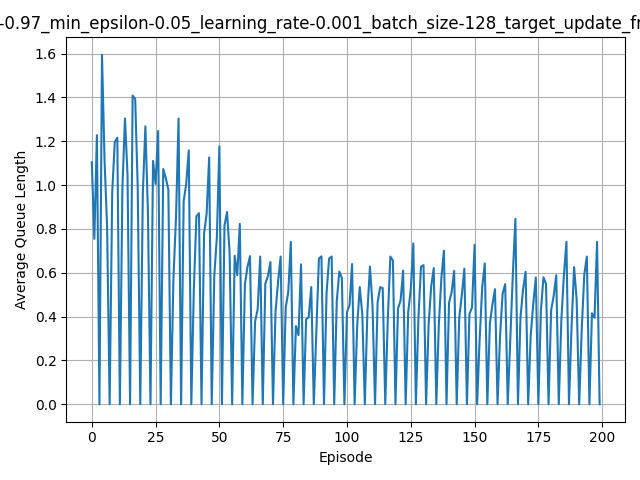 -0.97_min_epsilon-0.05_learning_rate-0.001_batch_size-128_target_update_fr
1.6
1.4
1.2
1.0
0.8
0.6
0.4
0.2
0.0
Average Queue Length
0 25 50 75 100 125 150 175 200
Episode